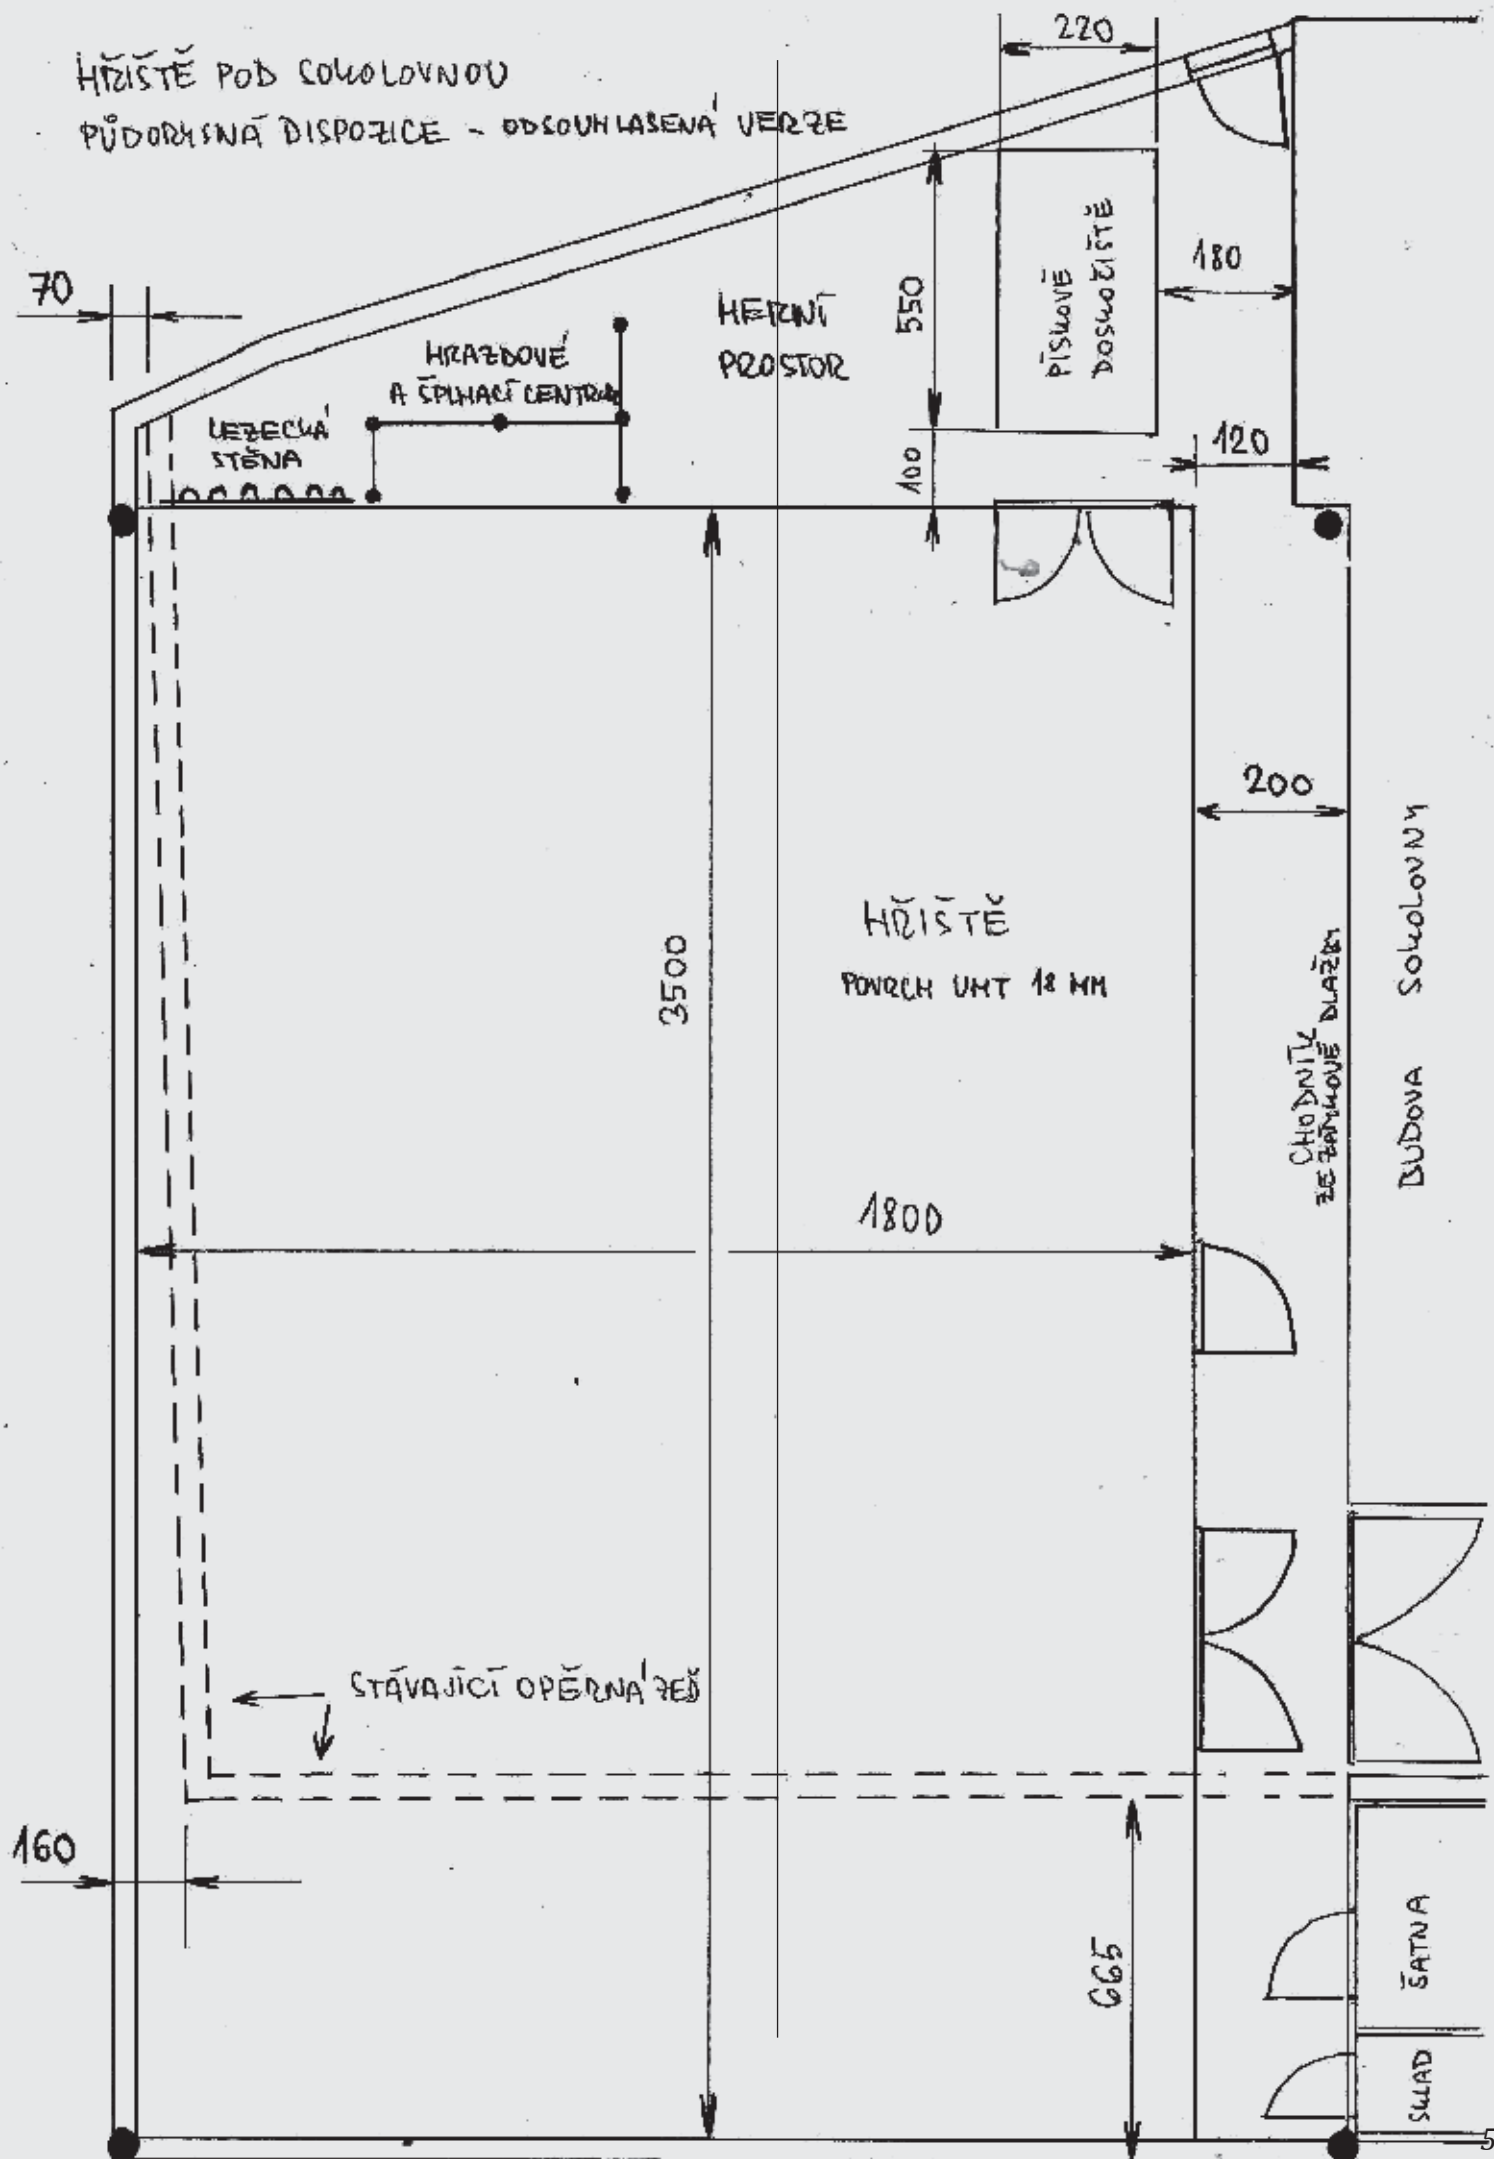 HŘIŠTĚ POD SOKOLOVNOU
PŮDORYSNÁ DISPOZICE - ODSOUHLASENÁ VERZE
220
70
180
550
PÍSKOVÉ
DOSKOČIŠTĚ
HERNÍ
PROSTOR
HRAZDOVÉ
A ŠPLHACÍ CENTRUM
LEZECKÁ
STĚNA
100
120
200
3500
HŘIŠTĚ
POVRCH UMT 18 MM
CHODNÍK
ZE ZÁMKOVÉ DLAŽBY
BUDOVA SOKOLOVNY
1800
STÁVAJÍCÍ OPĚRNÁ ZEĎ
160
665
ŠATNA
SKLAD
5